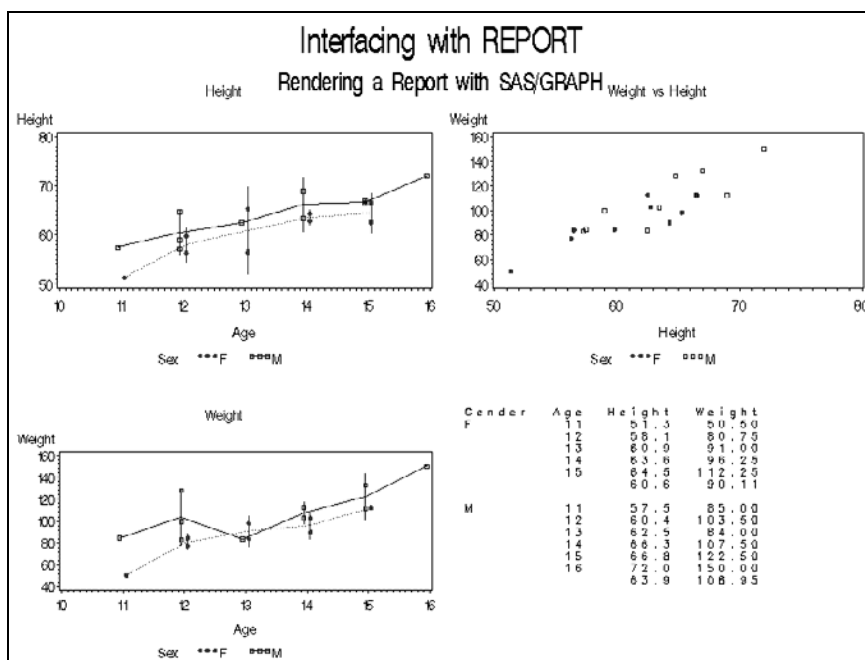 Interfacing with REPORT
Rendering a Report with SAS/GRAPH
Height
Height
80
70
60
50
10 11 12 13 14 15 16
Age
Sex F M
Weight vs Height
Weight
160
140
120
100
80
60
40
50 60 70 80
Height
Sex F M
Weight
Weight
160
140
120
100
80
60
40
10 11 12 13 14 15 16
Age
Sex F M
Gender Age Height Weight
F 11 51.3 50.50
12 58.1 80.75
13 60.9 91.00
14 63.6 96.25
15 64.5 112.25
60.6 90.11
M 11 57.5 85.00
12 60.4 103.50
13 62.5 84.00
14 66.3 107.50
15 66.8 122.50
16 72.0 150.00
63.9 108.95